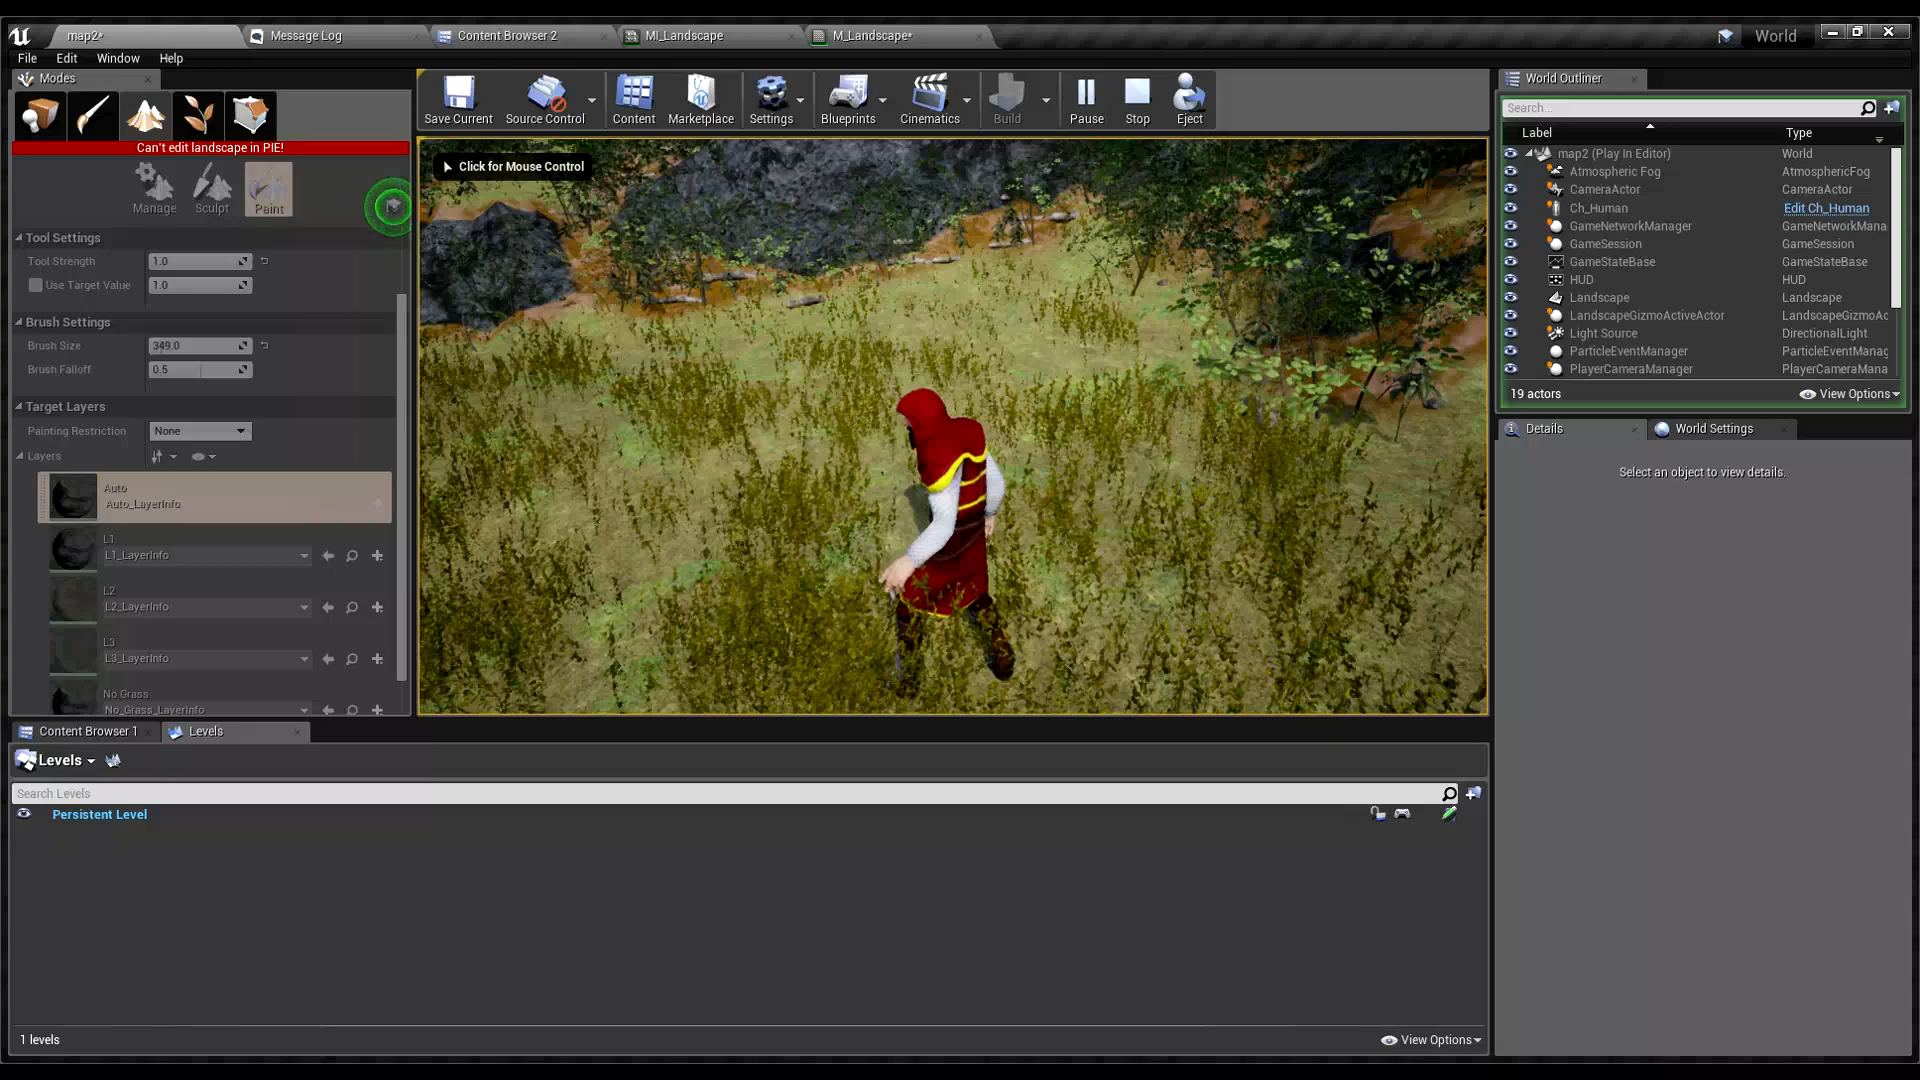 map2*
Message Log
Content Browser 2
MI_Landscape
M_Landscape*
World
File
Edit
Window
Help
Modes
Can't edit landscape in PIE!
Manage
Sculpt
Paint
Tool Settings
Tool Strength
1.0
Use Target Value
1.0
Brush Settings
Brush Size
349.0
Brush Falloff
0.5
Target Layers
Painting Restriction
None
Layers
Auto
Auto_LayerInfo
L1
L1_LayerInfo
L2
L2_LayerInfo
L3
L3_LayerInfo
No Grass
No_Grass_LayerInfo
Save Current
Source Control
Content
Marketplace
Settings
Blueprints
Cinematics
Build
Pause
Stop
Eject
Click for Mouse Control
World Outliner
Search...
Label
Type
map2 (Play In Editor)
World
Atmospheric Fog
AtmosphericFog
CameraActor
CameraActor
Ch_Human
Edit Ch_Human
GameNetworkManager
GameNetworkMana
GameSession
GameSession
GameStateBase
GameStateBase
HUD
HUD
Landscape
Landscape
LandscapeGizmoActiveActor
LandscapeGizmoAc
Light Source
DirectionalLight
ParticleEventManager
ParticleEventManag
PlayerCameraManager
PlayerCameraMana
19 actors
View Options
Details
World Settings
Select an object to view details.
Content Browser 1
Levels
Levels
Search Levels
Persistent Level
1 levels
View Options